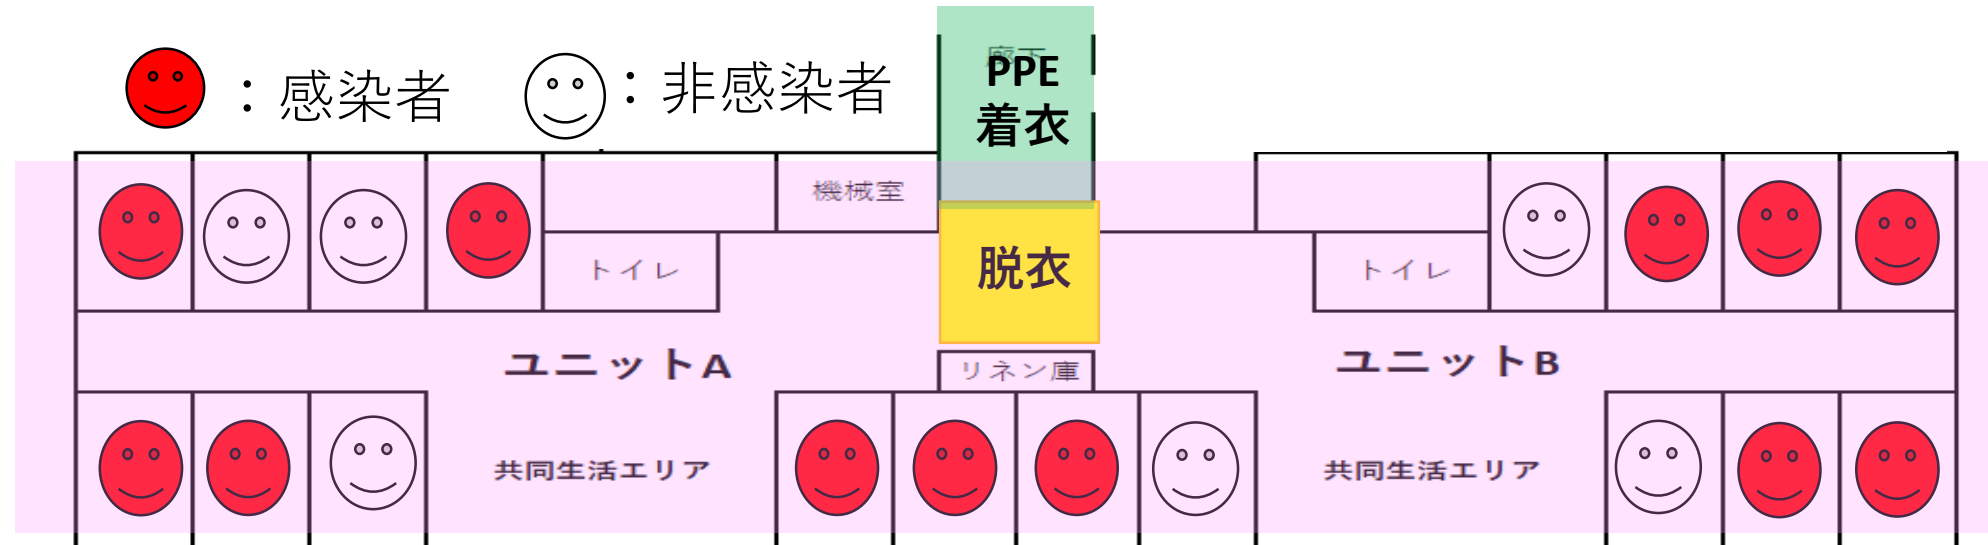 ：感染者
：非感染者
廊下
PPE
着衣
機械室
脱衣
トイレ
トイレ
ユニットA
リネン庫
ユニットB
共同生活エリア
共同生活エリア